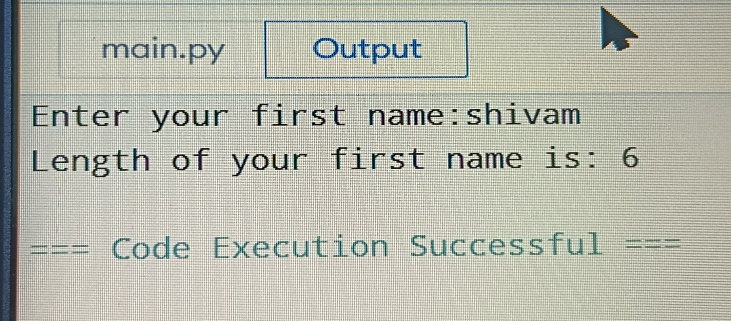 main.py Output
Enter your first name:shivam
Length of your first name is: 6
=== Code Execution Successful ===